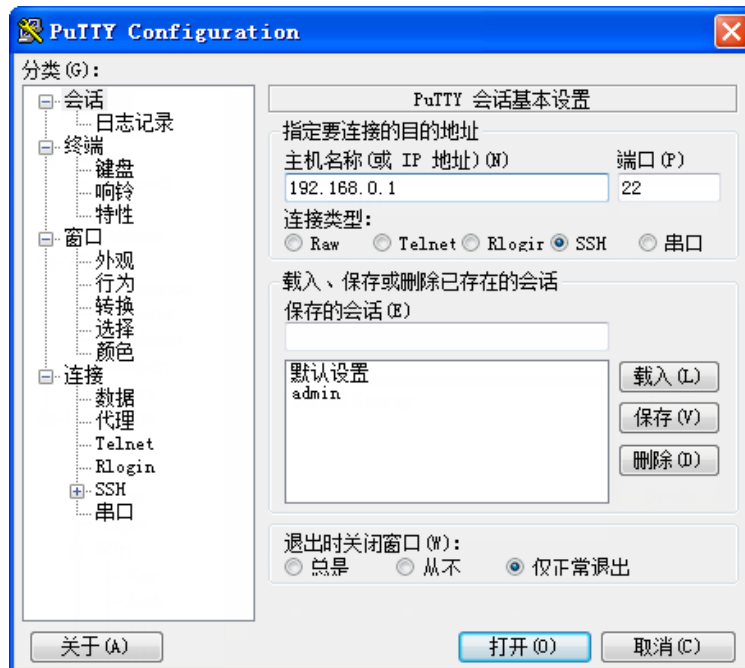 PuTTY Configuration
分类(G):
会话
日志记录
终端
键盘
响铃
特性
窗口
外观
行为
转换
选择
颜色
连接
数据
代理
Telnet
Rlogin
SSH
串口
PuTTY 会话基本设置
指定要连接的目的地址
主机名称(或 IP 地址)(N) 端口(P)
192.168.0.1 22
连接类型:
Raw Telnet Rlogir SSH 串口
载入、保存或删除已存在的会话
保存的会话(E)
默认设置
admin
载入(L)
保存(V)
删除(D)
退出时关闭窗口(W):
总是 从不 仅正常退出
关于(A) 打开(O) 取消(C)